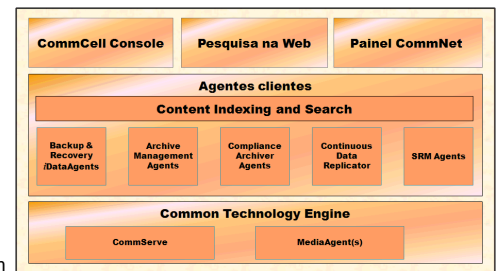 CommCell Console
Pesquisa na Web
Painel CommNet
Agentes clientes
Content Indexing and Search
Backup &
Recovery
iDataAgents
Archive
Management
Agents
Compliance
Archiver
Agents
Continuous
Data
Replicator
SRM Agents
Common Technology Engine
CommServe
MediaAgent(s)